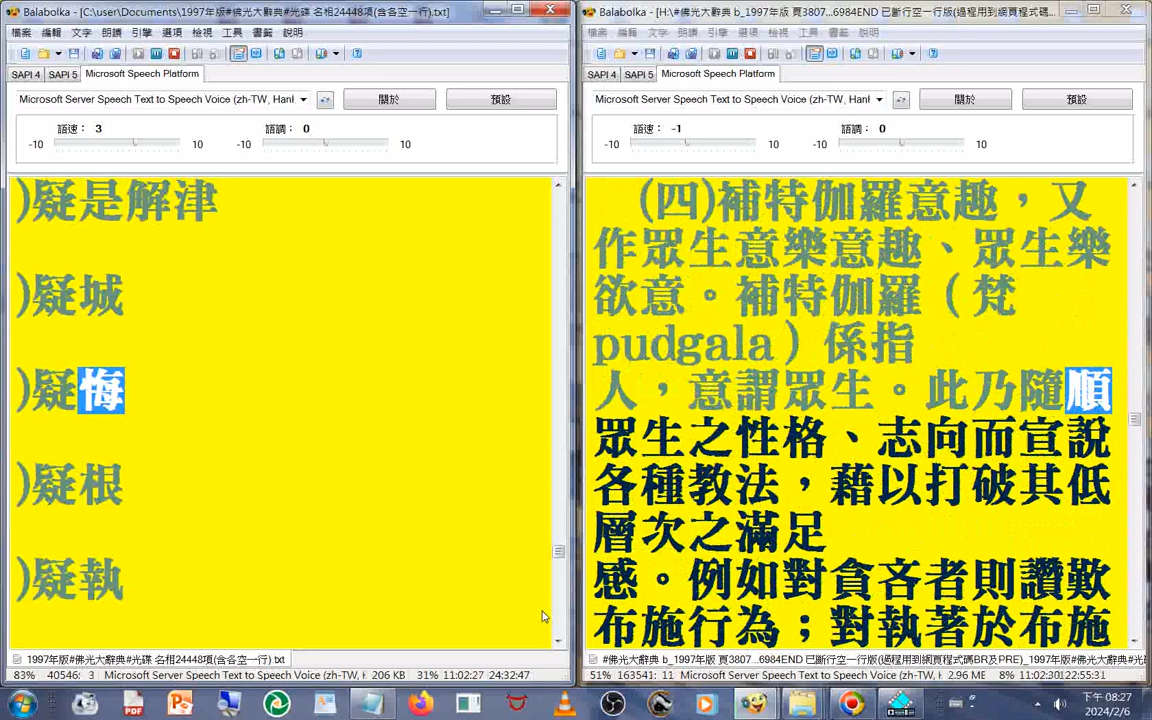 Balabolka - [C:\user\Documents\1997年版#佛光大辭典#光碟 名相24448項(含各空一行).txt]
檔案 編輯 文字 朗讀 引擎 選項 檢視 工具 書籤 說明
SAPI 4 SAPI 5 Microsoft Speech Platform
Microsoft Server Speech Text to Speech Voice (zh-TW, Hanl
關於
預設
語速： 3
語調： 0
-10 10 -10 10
)疑是解津
)疑城
)疑悔
)疑根
)疑執
1997年版#佛光大辭典#光碟 名相24448項(含各空一行).txt
83% 40546: 3 Microsoft Server Speech Text to Speech Voice (zh-TW, H 206 KB 31% 11:02:27 24:32:47
Balabolka - [H:\#佛光大辭典 b_1997年版 頁3807...6984END 已斷行空一行版(過程用到網頁程式碼...
檔案 編輯 文字 朗讀 引擎 選項 檢視 工具 書籤 說明
SAPI 4 SAPI 5 Microsoft Speech Platform
Microsoft Server Speech Text to Speech Voice (zh-TW, Hanl
關於
預設
語速： -1
語調： 0
-10 10 -10 10
(四)補特伽羅意趣，又
作眾生意樂意趣、眾生樂
欲意。補特伽羅（梵
pudgala）係指
人，意謂眾生。此乃隨順
眾生之性格、志向而宣說
各種教法，藉以打破其低
層次之滿足
感。例如對貪吝者則讚歎
布施行為；對執著於布施
#佛光大辭典 b_1997年版 頁3807...6984END 已斷行空一行版(過程用到網頁程式碼BR及PRE)_1997年版#佛光
51% 163541: 11 Microsoft Server Speech Text to Speech Voice (zh-TW, H 2.96 ME 8% 11:02:30 122:55:31
下午 08:27
2024/2/6